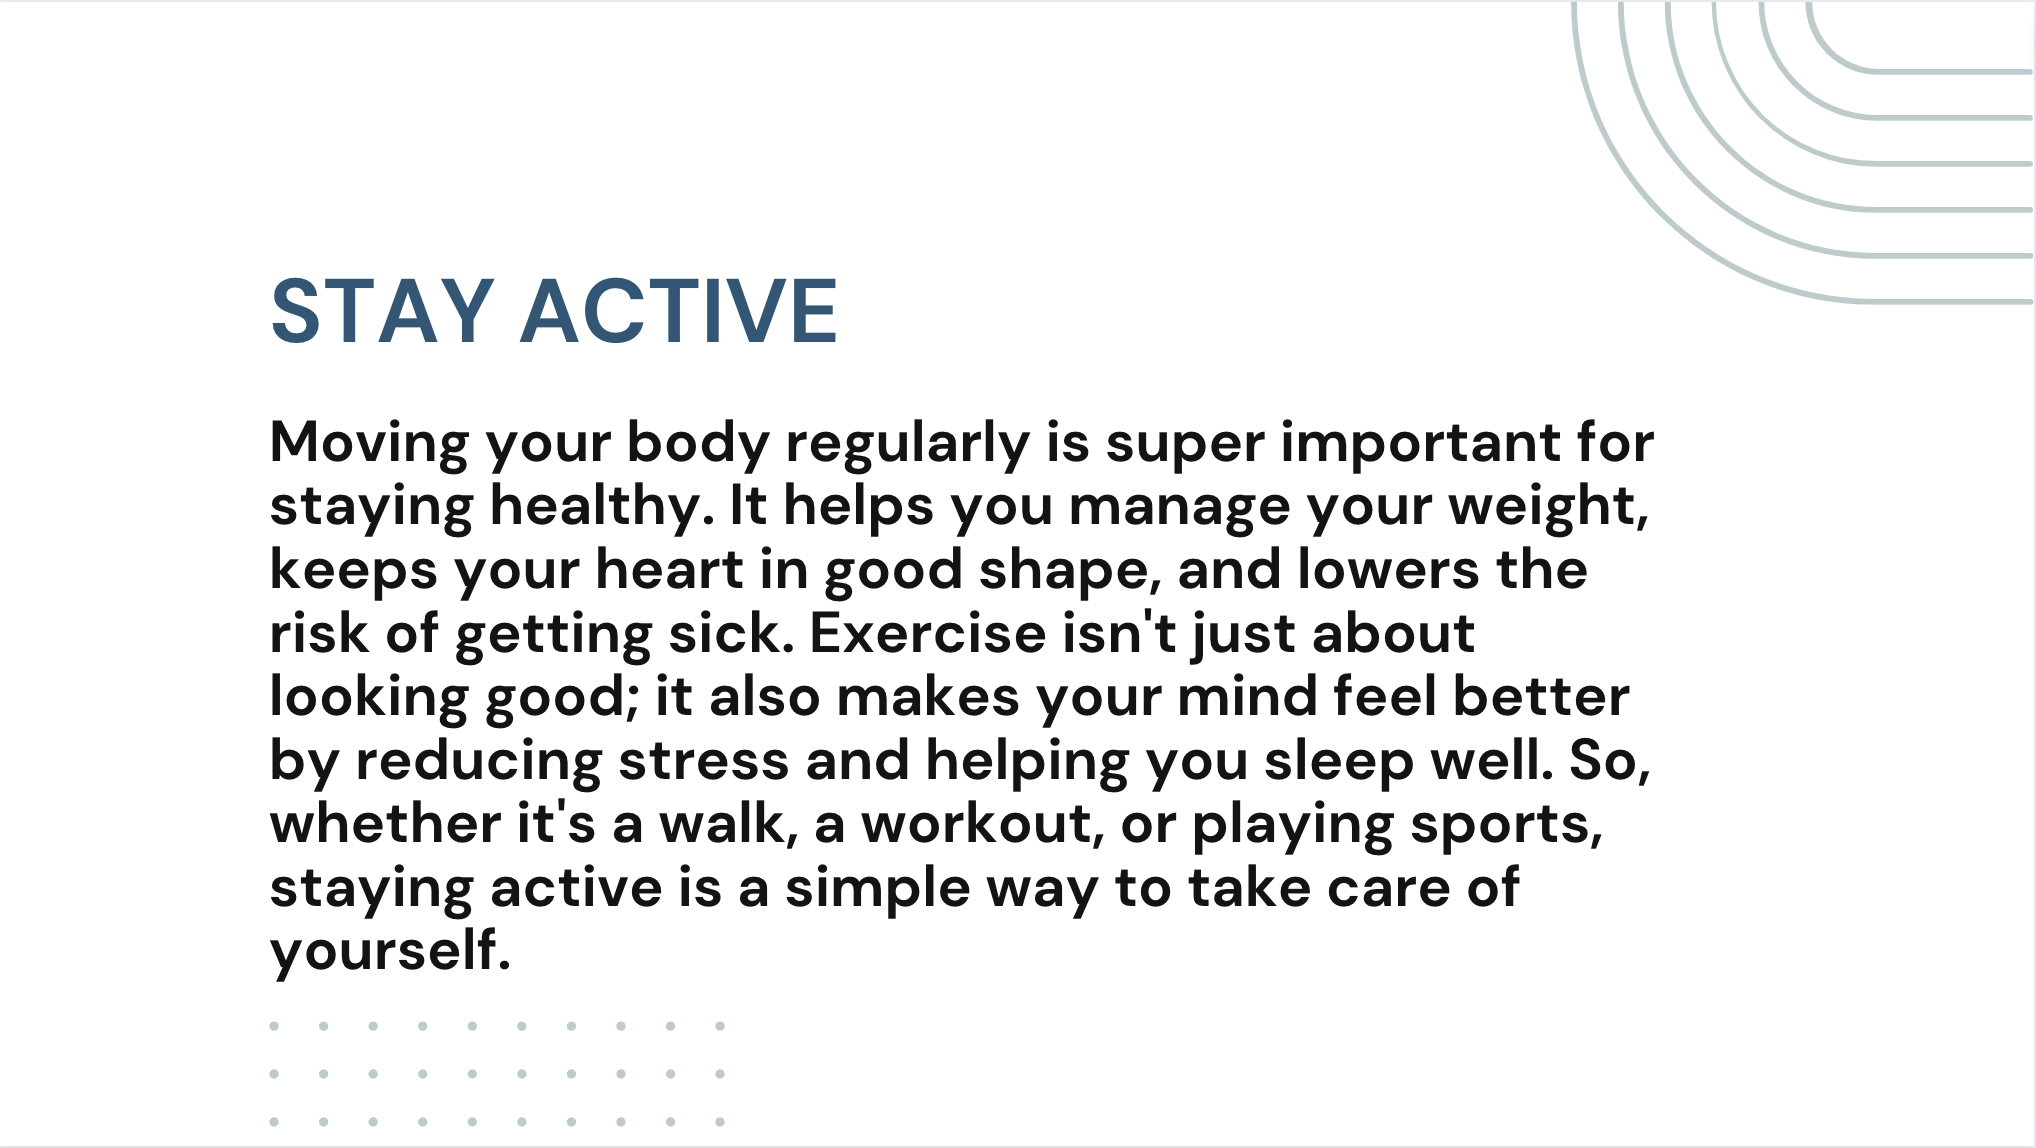 STAY ACTIVE
Moving your body regularly is super important for
staying healthy. It helps you manage your weight,
keeps your heart in good shape, and lowers the
risk of getting sick. Exercise isn't just about
looking good; it also makes your mind feel better
by reducing stress and helping you sleep well. So,
whether it's a walk, a workout, or playing sports,
staying active is a simple way to take care of
yourself.